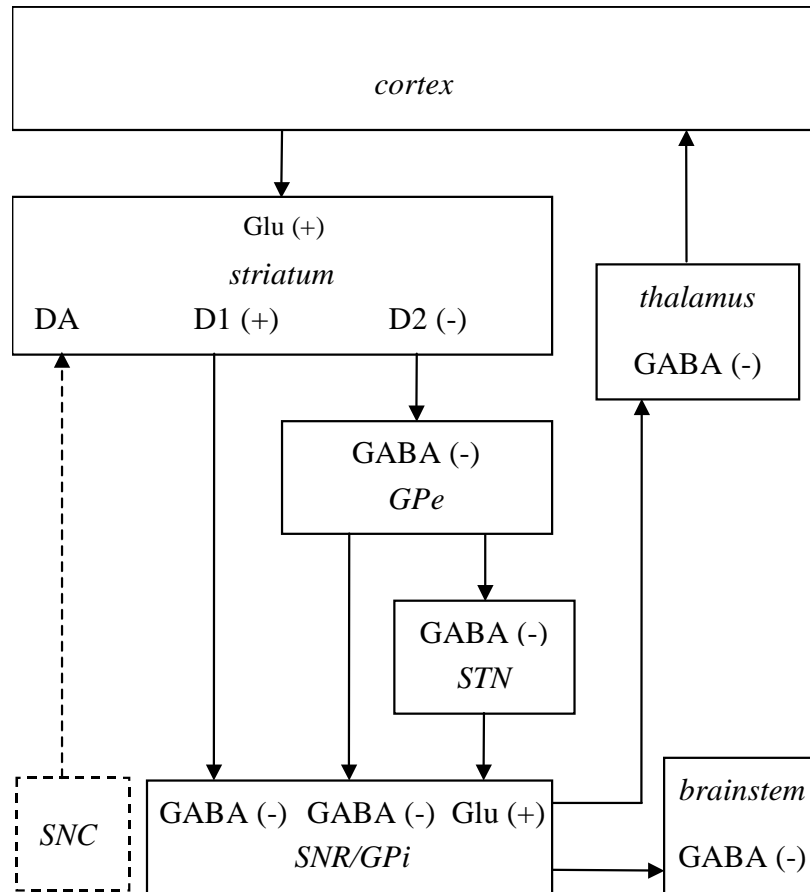 cortex
Glu (+)
striatum
thalamus
DA D1 (+) D2 (-)
GABA (-)
GABA (-)
GPe
GABA (-)
STN
SNC
GABA (-) GABA (-) Glu (+)
SNR/GPi
brainstem
GABA (-)